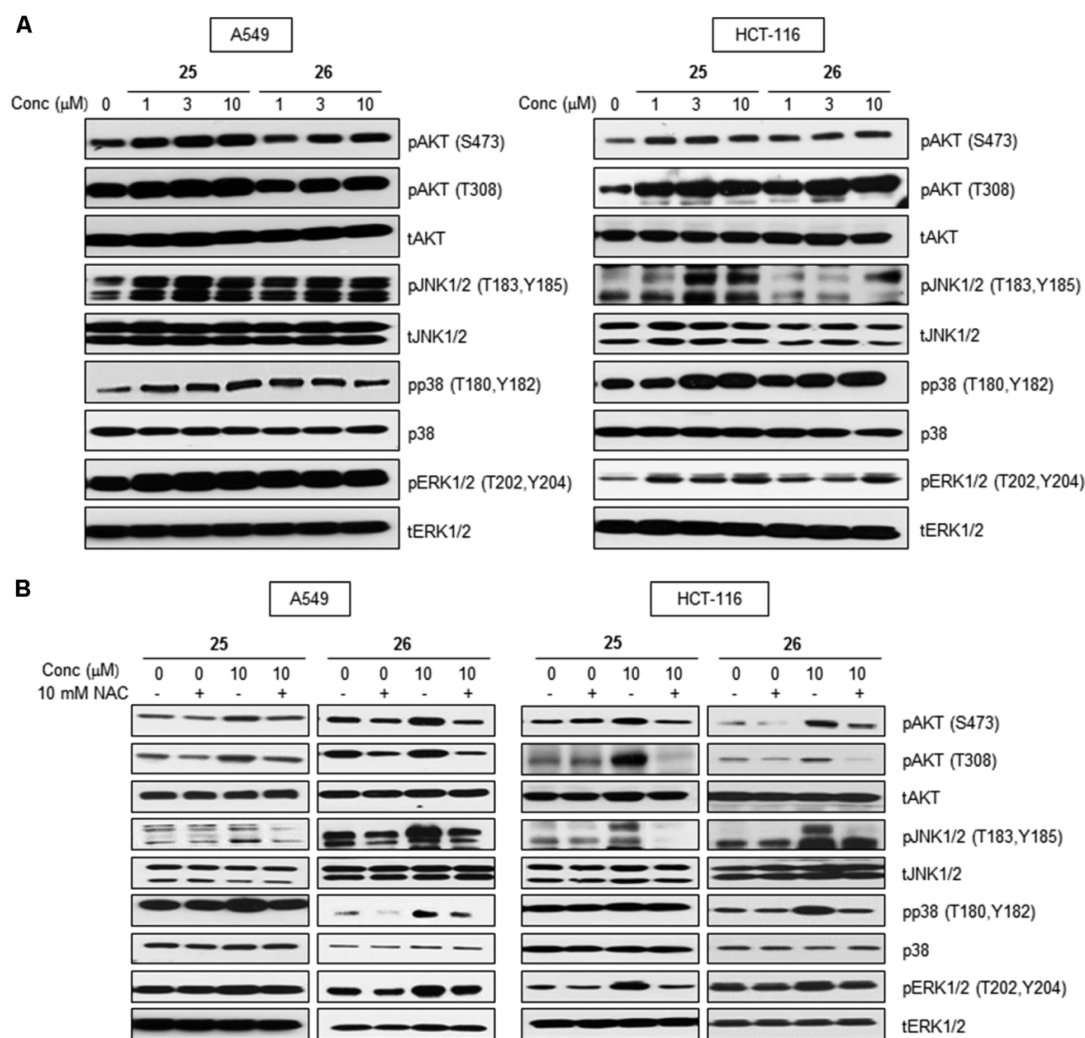 A
A549 HCT-116
25 26 25 26
Conc (μM) 0 1 3 10 1 3 10 0 1 3 10 1 3 10
pAKT (S473) pAKT (S473)
pAKT (T308) pAKT (T308)
tAKT tAKT
pJNK1/2 (T183,Y185) pJNK1/2 (T183,Y185)
tJNK1/2 tJNK1/2
pp38 (T180,Y182) pp38 (T180,Y182)
p38 p38
pERK1/2 (T202,Y204) pERK1/2 (T202,Y204)
tERK1/2 tERK1/2
B
A549 HCT-116
25 26 25 26
Conc (μM) 0 0 10 10 0 0 10 10 0 0 10 10 0 0 10 10
10 mM NAC - + - + - + - + - + - + - + - +
pAKT (S473)
pAKT (T308)
tAKT
pJNK1/2 (T183,Y185)
tJNK1/2
pp38 (T180,Y182)
p38
pERK1/2 (T202,Y204)
tERK1/2